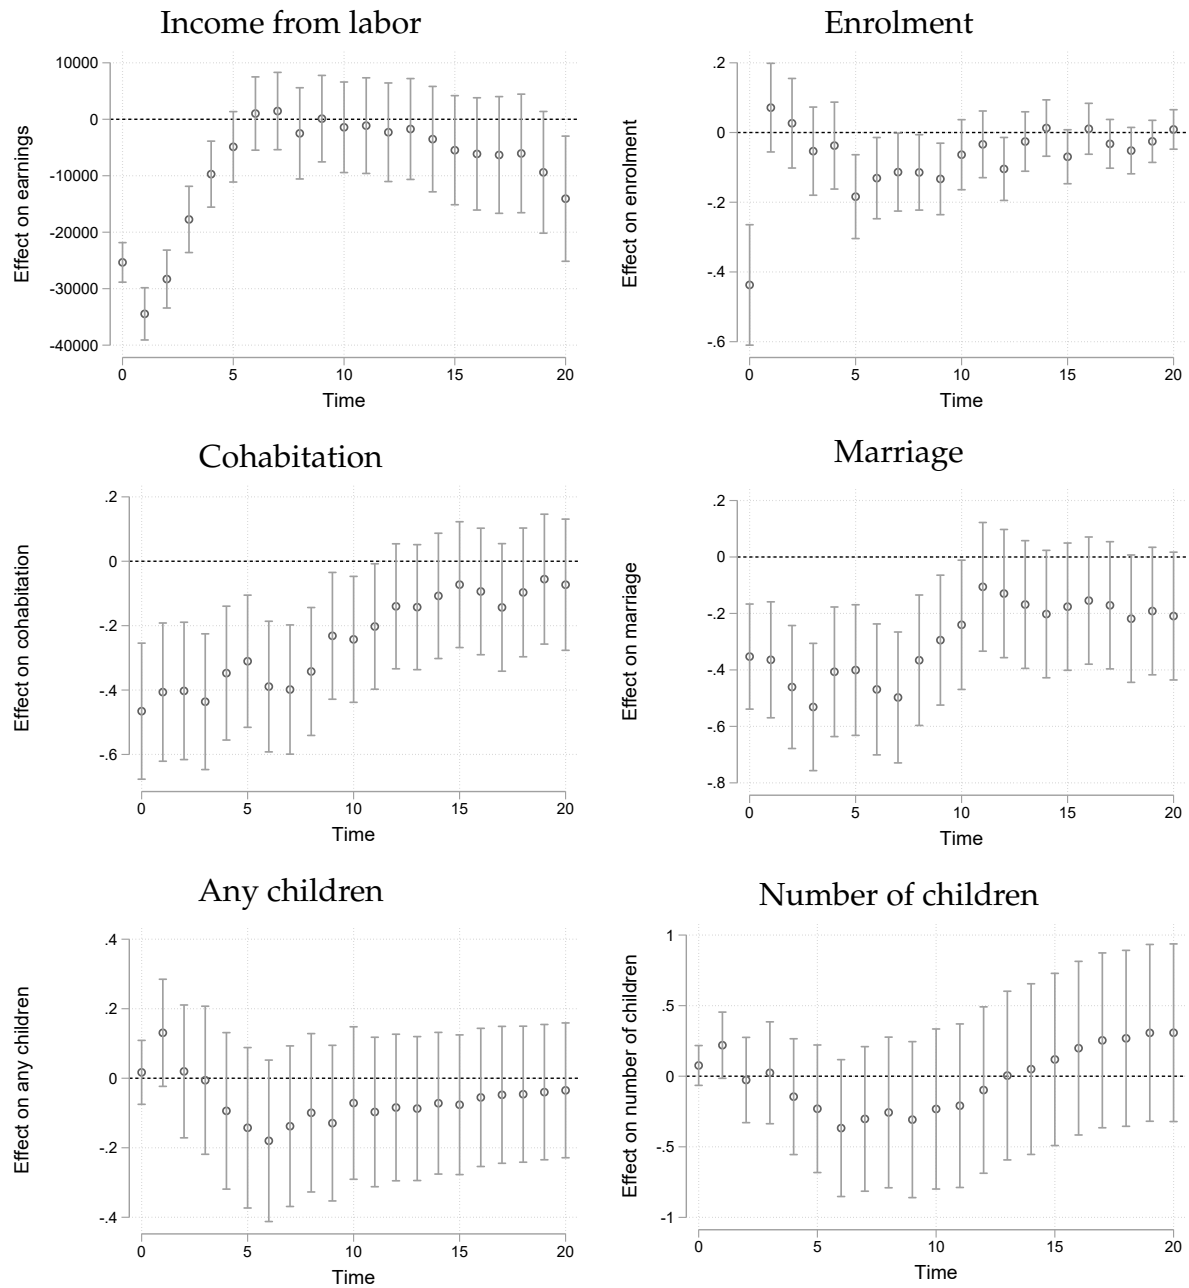 Income from labor
Effect on earnings
10000
0
-10000
-20000
-30000
-40000
0 5 10 15 20
Time
Enrolment
Effect on enrolment
.2
0
-.2
-.4
-.6
0 5 10 15 20
Time
Cohabitation
Effect on cohabitation
.2
0
-.2
-.4
-.6
0 5 10 15 20
Time
Marriage
Effect on marriage
.2
0
-.2
-.4
-.6
-.8
0 5 10 15 20
Time
Any children
Effect on any children
.4
.2
0
-.2
-.4
0 5 10 15 20
Time
Number of children
Effect on number of children
1
.5
0
-.5
-1
0 5 10 15 20
Time